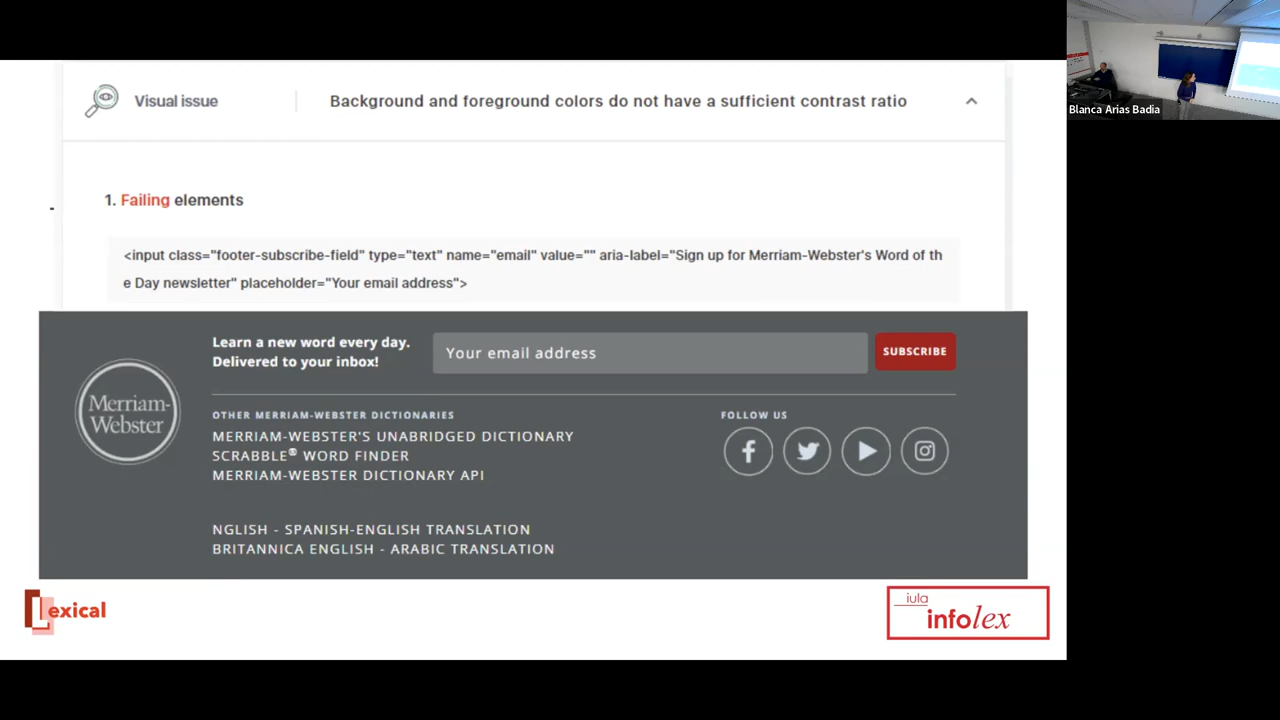 Visual issue
Background and foreground colors do not have a sufficient contrast ratio
Blanca Arias Badia
1. Failing elements
<input class="footer-subscribe-field" type="text" name="email" value="" aria-label="Sign up for Merriam-Webster's Word of th
e Day newsletter" placeholder="Your email address">
Learn a new word every day.
Delivered to your inbox!
Your email address
SUBSCRIBE
Merriam-
Webster
OTHER MERRIAM-WEBSTER DICTIONARIES
MERRIAM-WEBSTER'S UNABRIDGED DICTIONARY
SCRABBLE® WORD FINDER
MERRIAM-WEBSTER DICTIONARY API
FOLLOW US
NGLISH - SPANISH-ENGLISH TRANSLATION
BRITANNICA ENGLISH - ARABIC TRANSLATION
Lexical
iula
infolex